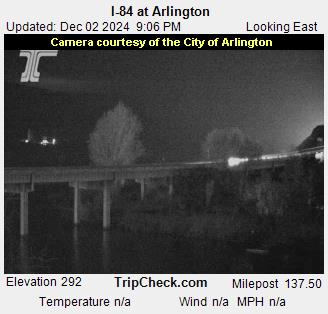 I-84 at Arlington
Updated: Dec 02 2024 9:06 PM Looking East
Camera courtesy of the City of Arlington
Elevation 292 TripCheck.com Milepost 137.50
Temperature n/a Wind n/a MPH n/a